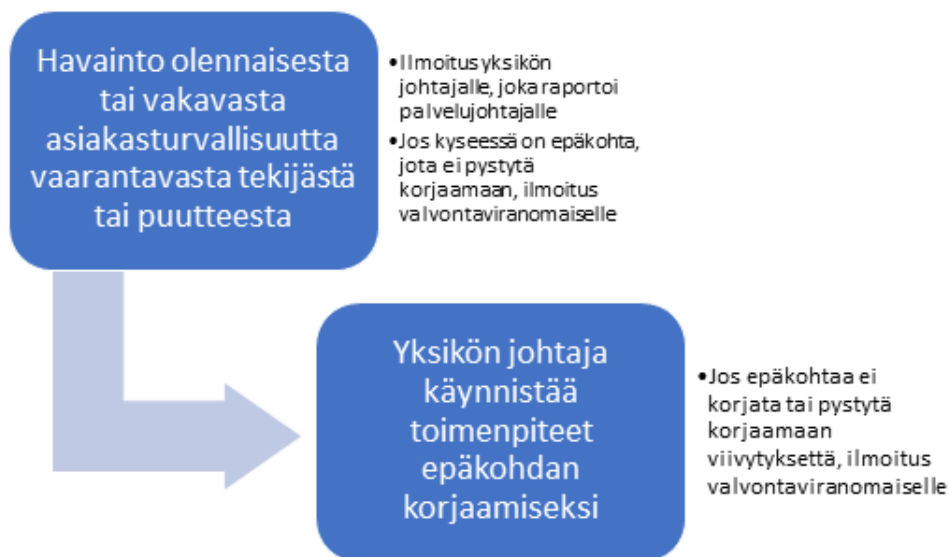 Havainto olennaisesta
tai vakavasta
asiakasturvallisuutta
vaarantavasta tekijästä
tai puutteesta
•Ilmoitus yksikön
johtajalle, joka raportoi
palvelujohtajalle
•Jos kyseessä on epäkohta,
jota ei pystytä
korjaamaan, ilmoitus
valvontaviranomaiselle
Yksikön johtaja
käynnistää
toimenpiteet
epäkohdan
korjaamiseksi
•Jos epäkohtaa ei
korjata tai pystytä
korjaamaan
viivytyksettä, ilmoitus
valvontaviranomaiselle